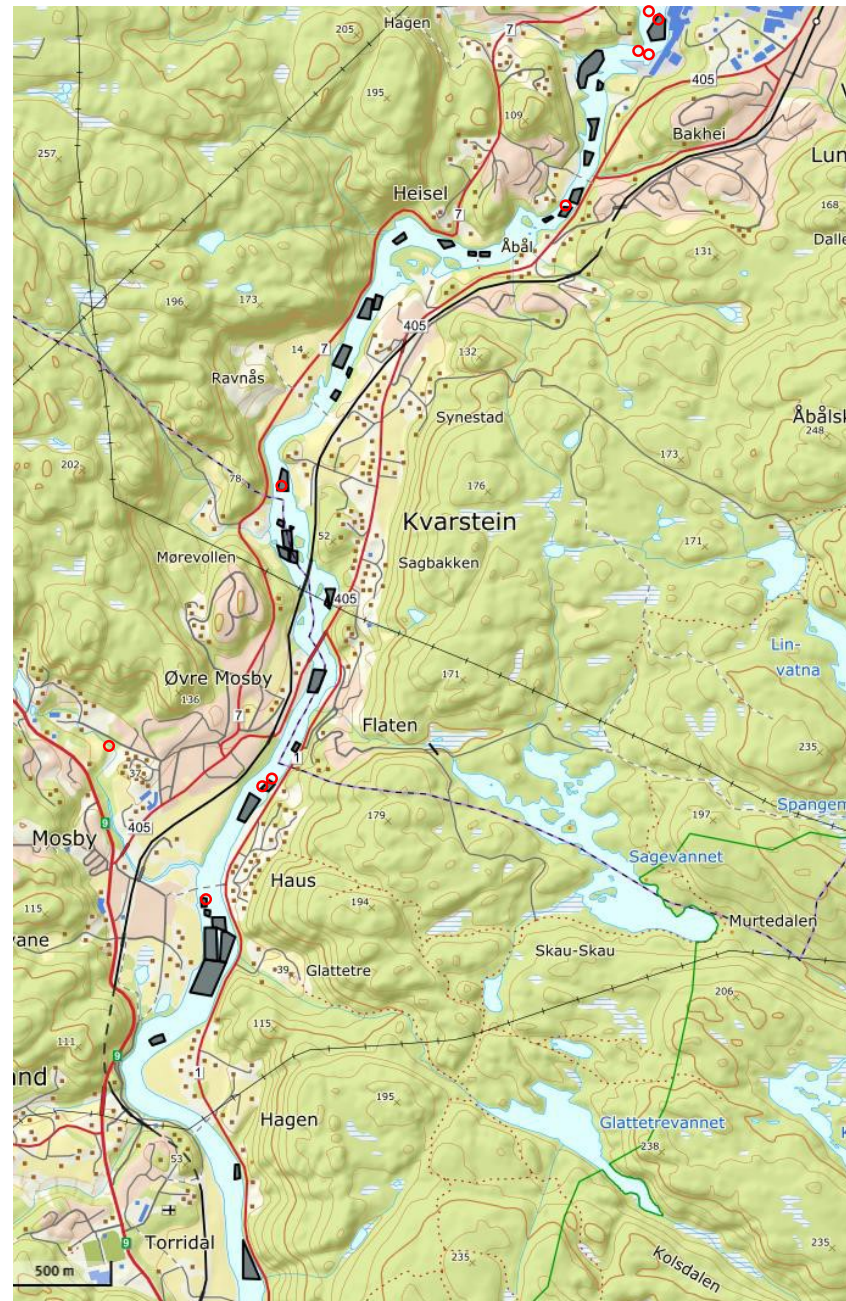 Hagen
205
7
405
195
109
Bakhei
Lun
257
Heisel
7
168
Åbål
Dalle
131
196
173
405
14
7
132
Ravnås
Synestad
Åbålsk
248
202
78
173
176
Kvarstein
52
171
Mørevollen
Sagbakken
405
Lin-
vatna
Øvre Mosby
171
136
7
Flaten
235
37
1
197
Spangen
9
405
179
Mosby
Sagevannet
Haus
115
194
Murtedalen
vane
Skau-Skau
39
Glattetre
206
115
111
9
and
1
195
Hagen
Glattetrevannet
238
53
Torridal
9
235
235
Kolsdalen
500 m